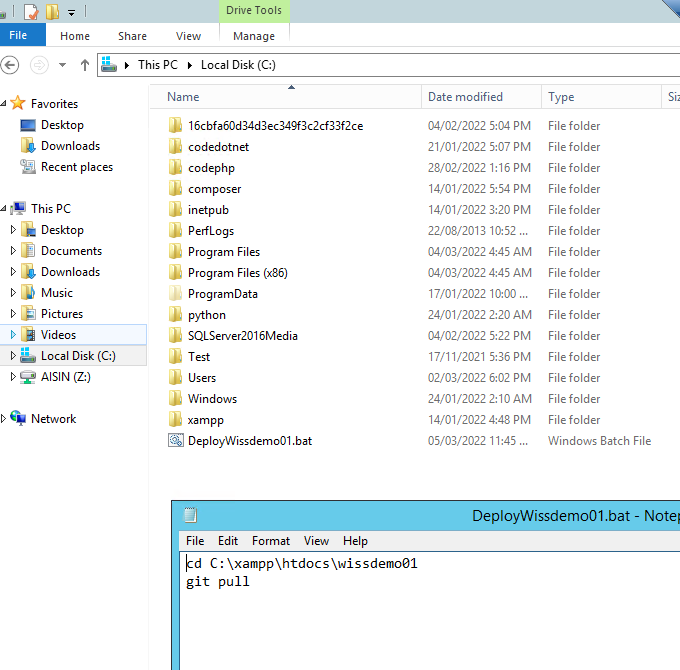 Drive Tools
File Home Share View Manage
This PC Local Disk (C:)
Favorites
Desktop
Downloads
Recent places
This PC
Desktop
Documents
Downloads
Music
Pictures
Videos
Local Disk (C:)
AISIN (Z:)
Network
Name Date modified Type Siz
16cbfa60d34d3ec349f3c2cf33f2ce 04/02/2022 5:04 PM File folder
codedotnet 21/01/2022 5:07 PM File folder
codephp 28/02/2022 1:16 PM File folder
composer 14/01/2022 5:54 PM File folder
inetpub 14/01/2022 3:20 PM File folder
PerfLogs 22/08/2013 10:52 ... File folder
Program Files 04/03/2022 4:45 AM File folder
Program Files (x86) 04/03/2022 4:45 AM File folder
ProgramData 17/01/2022 10:00 ... File folder
python 24/01/2022 2:20 AM File folder
SQLServer2016Media 04/02/2022 5:22 PM File folder
Test 17/11/2021 5:36 PM File folder
Users 02/03/2022 6:02 PM File folder
Windows 24/01/2022 2:10 AM File folder
xampp 14/01/2022 4:48 PM File folder
DeployWissdemo01.bat 05/03/2022 11:45 ... Windows Batch File
DeployWissdemo01.bat - Notep
File Edit Format View Help
cd C:\xampp\htdocs\wissdemo01
git pull